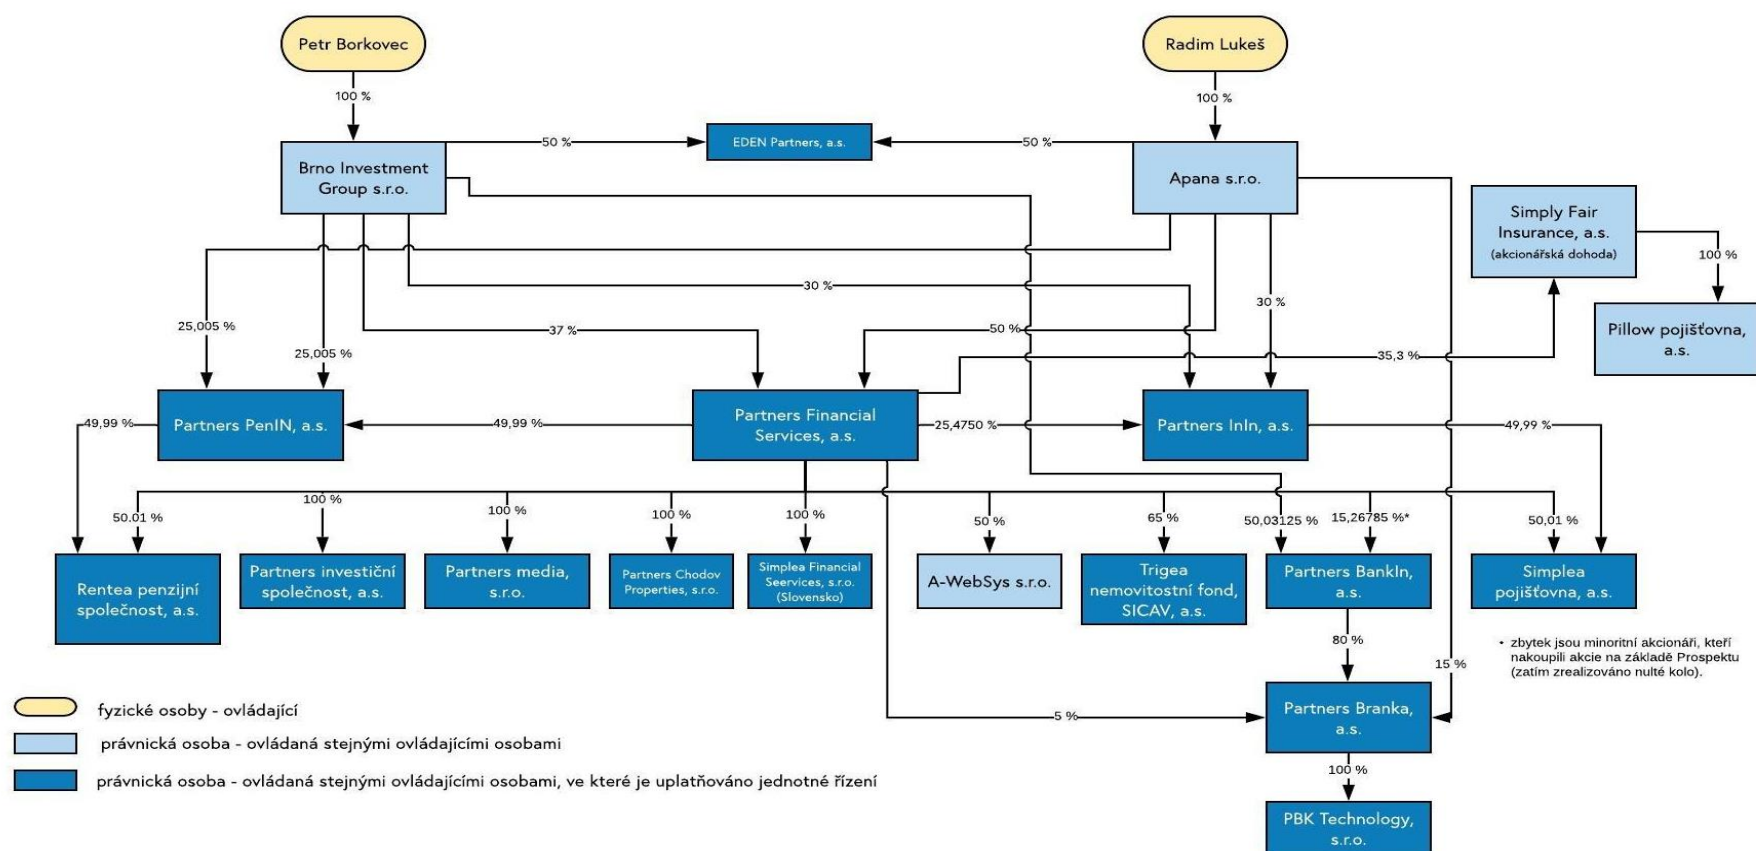 Petr Borkovec
Radim Lukeš
100 %
100 %
50 %
EDEN Partners, a.s.
50 %
Brno Investment
Group s.r.o.
Apana s.r.o.
Simply Fair
Insurance, a.s.
(akcionářská dohoda)
100 %
30 %
30 %
25,005 %
37 %
50 %
Pillow pojišťovna,
a.s.
25,005 %
35,3 %
49,99 %
Partners PenIN, a.s.
49,99 %
Partners Financial
Services, a.s.
25,4750 %
Partners InIn, a.s.
49,99 %
50.01 %
100 %
100 %
100 %
100 %
50 %
65 %
50,03125 %
15,26785 %*
50,01 %
Rentea penzijní
společnost, a.s.
Partners investiční
společnost, a.s.
Partners media,
s.r.o.
Partners Chodov
Properties, s.r.o.
Simplea Financial
Seervices, s.r.o.
(Slovensko)
A-WebSys s.r.o.
Trigea
nemovitostní fond,
SICAV, a.s.
Partners BankIn,
a.s.
Simplea
pojišťovna, a.s.
80 %
15 %
* zbytek jsou minoritní akcionáři, kteří
nakoupili akcie na základě Prospektu
(zatím zrealizováno nulté kolo).
fyzické osoby - ovládající
5 %
Partners Branka,
a.s.
právnická osoba - ovládaná stejnými ovládajícími osobami
právnická osoba - ovládaná stejnými ovládajícími osobami, ve které je uplatňováno jednotné řízení
100 %
PBK Technology,
s.r.o.